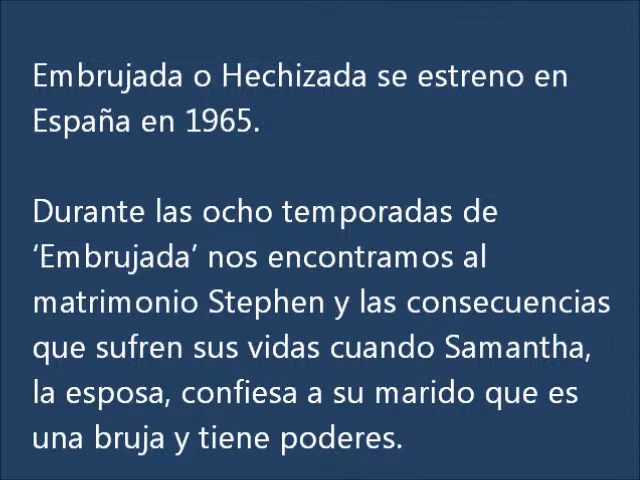 Embrujada o Hechizada se estreno en
España en 1965.
Durante las ocho temporadas de
‘Embrujada’ nos encontramos al
matrimonio Stephen y las consecuencias
que sufren sus vidas cuando Samantha,
la esposa, confiesa a su marido que es
una bruja y tiene poderes.